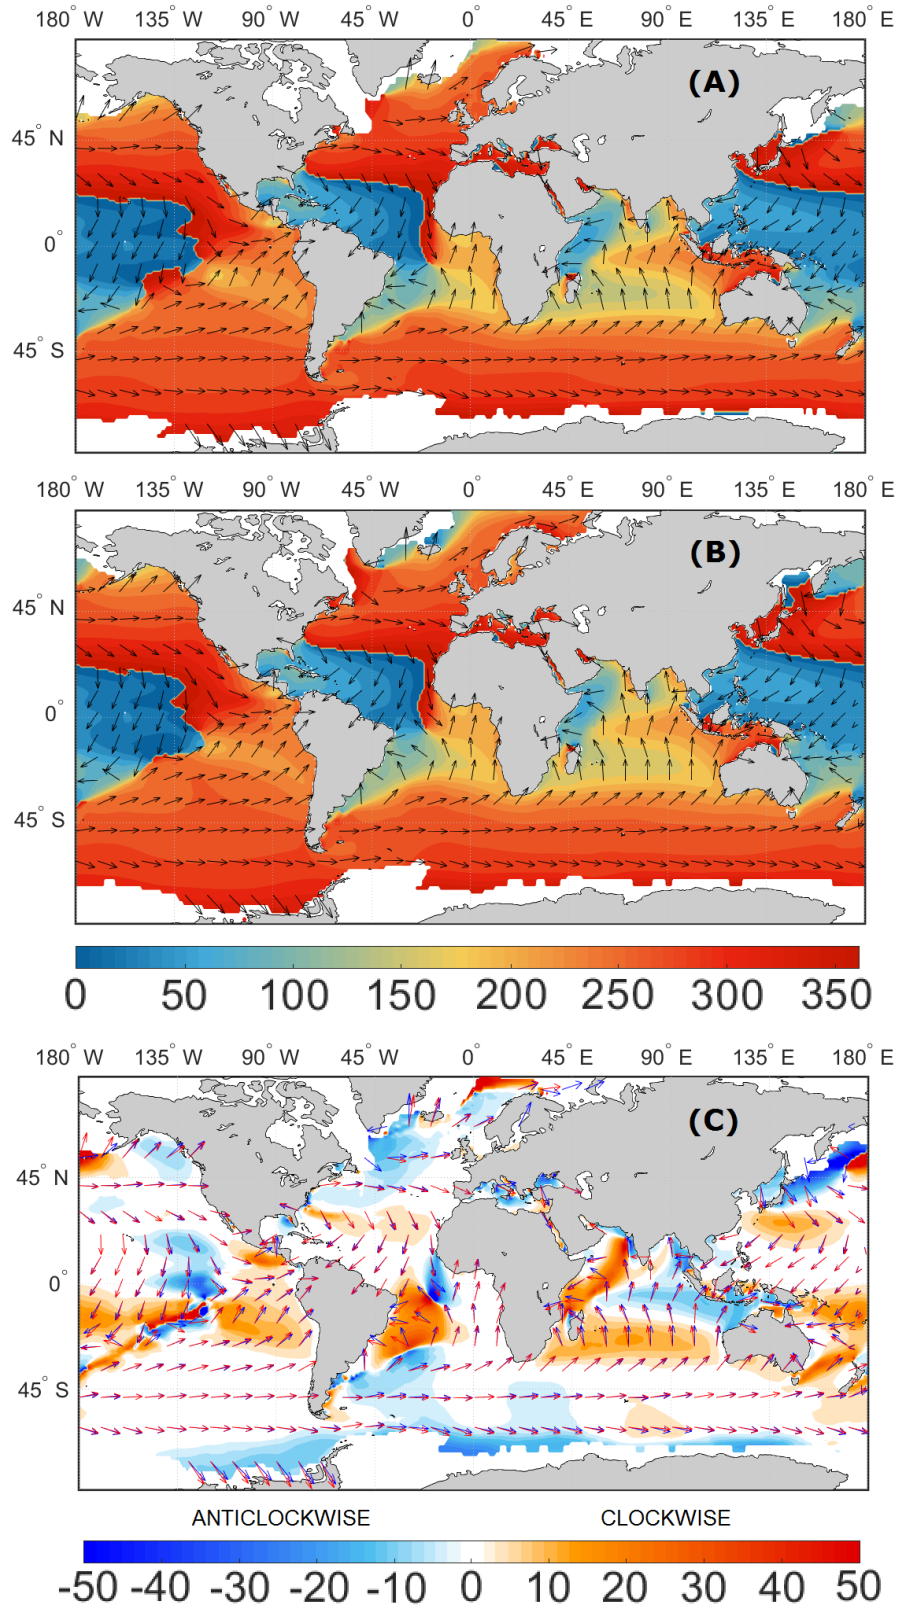 180° W 135° W 90° W 45° W 0° 45° E 90° E 135° E 180° E
(A)
45° N
0°
45° S
180° W 135° W 90° W 45° W 0° 45° E 90° E 135° E 180° E
(B)
45° N
0°
45° S
0 50 100 150 200 250 300 350
180° W 135° W 90° W 45° W 0° 45° E 90° E 135° E 180° E
(C)
45° N
0°
45° S
ANTICLOCKWISE CLOCKWISE
-50 -40 -30 -20 -10 0 10 20 30 40 50